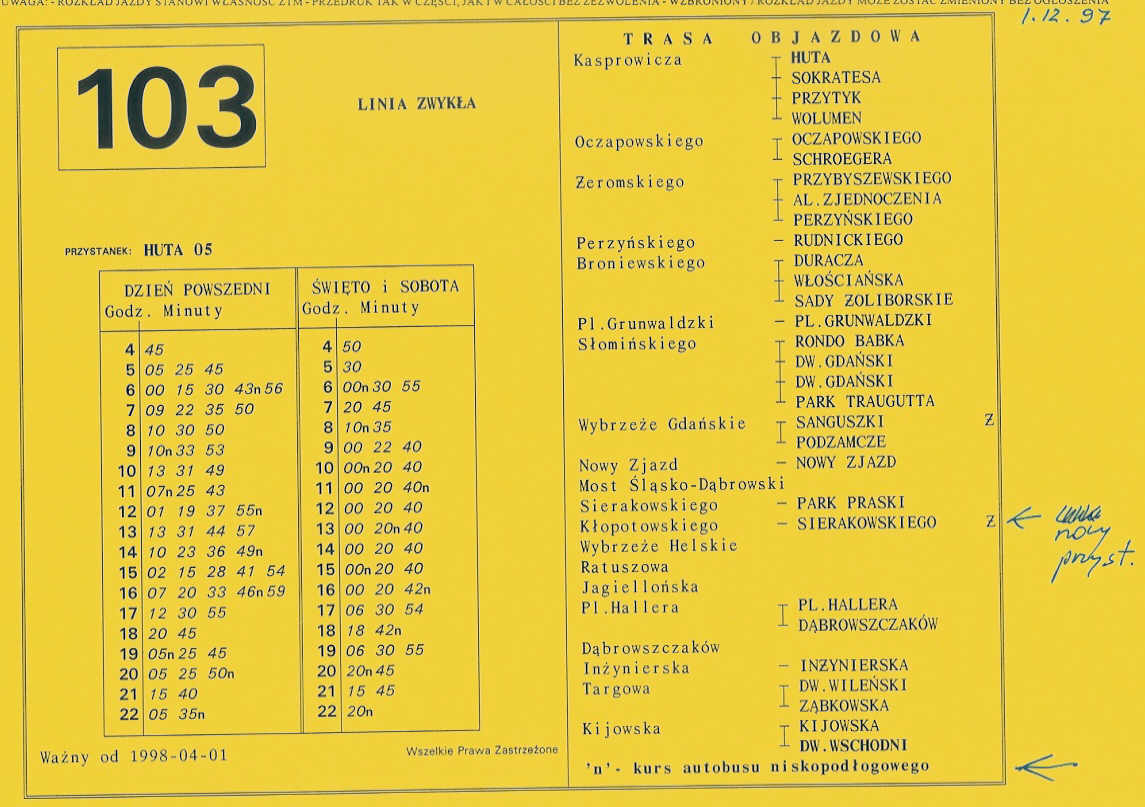 UWAGA: - ROZKŁAD JAZDY STANOWI WŁASNOŚĆ ZTM - PRZEDRUK TAK W CZĘŚCI, JAK I W CAŁOŚCI BEZ ZEZWOLENIA - WZBRONIONY / ROZKŁAD JAZDY MOŻE ZOSTAĆ ZMIENIONY BEZ OGŁOSZENIA
1.12.97
103
LINIA ZWYKŁA
PRZYSTANEK: HUTA 05
DZIEŃ POWSZEDNI
Godz. Minuty
4 45
5 05 25 45
6 00 15 30 43n 56
7 09 22 35 50
8 10 30 50
9 10n 33 53
10 13 31 49
11 07n 25 43
12 01 19 37 55n
13 13 31 44 57
14 10 23 36 49n
15 02 15 28 41 54
16 07 20 33 46n 59
17 12 30 55
18 20 45
19 05n 25 45
20 05 25 50n
21 15 40
22 05 35n
ŚWIĘTO i SOBOTA
Godz. Minuty
4 50
5 30
6 00n 30 55
7 20 45
8 10n 35
9 00 22 40
10 00n 20 40
11 00 20 40n
12 00 20 40
13 00 20n 40
14 00 20 40
15 00n 20 40
16 00 20 42n
17 06 30 54
18 18 42n
19 06 30 55
20 20n 45
21 15 45
22 20n
Ważny od 1998-04-01
Wszelkie Prawa Zastrzeżone
TRASA OBJAZDOWA
Kasprowicza HUTA
SOKRATESA
PRZYTYK
WOLUMEN
Oczapowskiego OCZAPOWSKIEGO
SCHROEGERA
Żeromskiego PRZYBYSZEWSKIEGO
AL.ZJEDNOCZENIA
PERZYŃSKIEGO
Perzyńskiego - RUDNICKIEGO
Broniewskiego DURACZA
WŁOŚCIAŃSKA
SADY ŻOLIBORSKIE
Pl.Grunwaldzki - PL.GRUNWALDZKI
Słomińskiego RONDO BABKA
DW.GDAŃSKI
DW.GDAŃSKI
PARK TRAUGUTTA
Wybrzeże Gdańskie SANGUSZKI Ż
PODZAMCZE
Nowy Zjazd - NOWY ZJAZD
Most Śląsko-Dąbrowski
Sierakowskiego - PARK PRASKI
Kłopotowskiego - SIERAKOWSKIEGO Ż
nowy
przyst.
Wybrzeże Helskie
Ratuszowa
Jagiellońska
Pl.Hallera PL.HALLERA
DĄBROWSZCZAKÓW
Dąbrowszczaków
Inżynierska - INŻYNIERSKA
Targowa DW.WILEŃSKI
ZĄBKOWSKA
Kijowska KIJOWSKA
DW.WSCHODNI
'n'- kurs autobusu niskopodłogowego